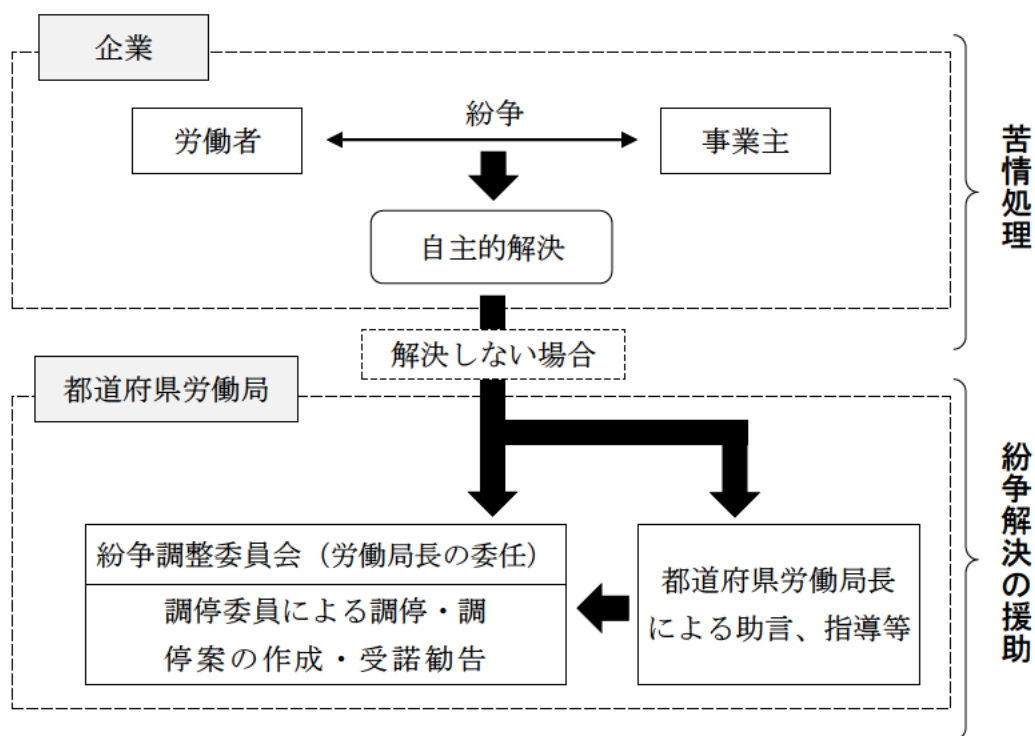 企業
労働者
紛争
事業主
自主的解決
苦情処理
解決しない場合
都道府県労働局
紛争調整委員会（労働局長の委任）
調停委員による調停・調
停案の作成・受諾勧告
都道府県労働局長
による助言、指導等
紛争解決の援助